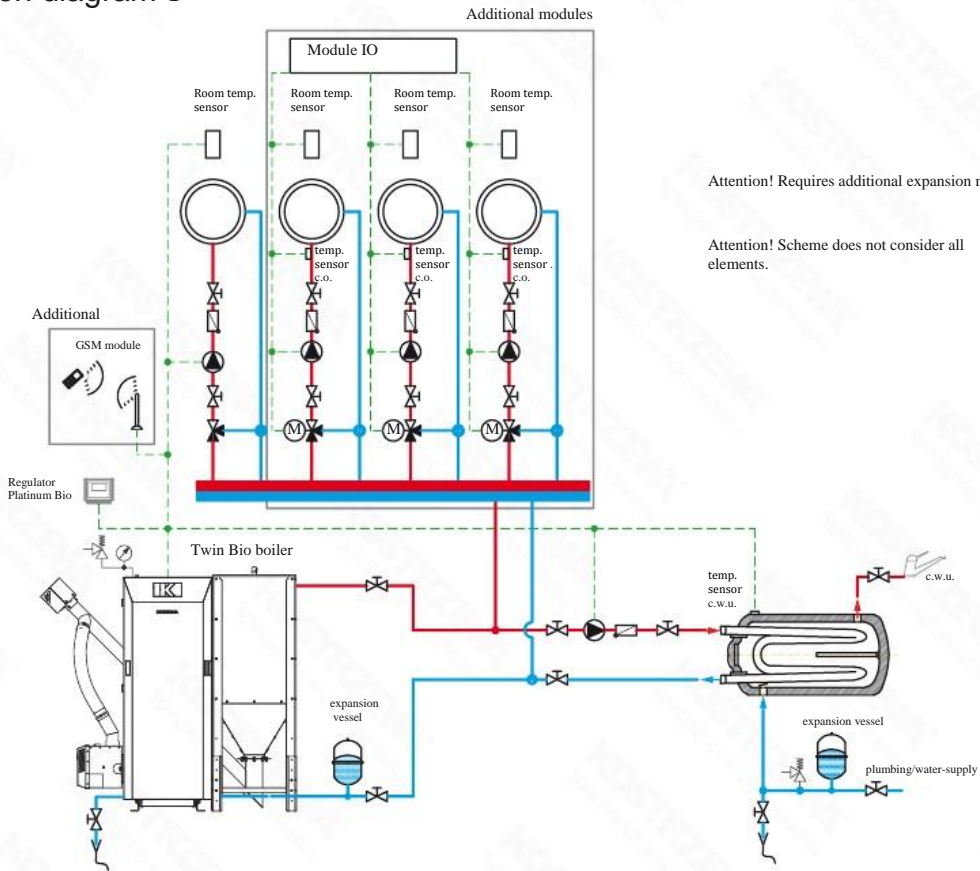 diagram
Additional modules
Module IO
Room temp.
sensor
Room temp.
sensor
Room temp.
sensor
Room temp.
sensor
Attention! Requires additional expansion
Attention! Scheme does not consider all
elements.
temp.
sensor
c.o.
temp.
sensor
c.o.
temp.
sensor .
c.o.
Additional
GSM module
M
M
M
Regulator
Platinum Bio
Twin Bio boiler
K
temp.
sensor
c.w.u.
c.w.u.
expansion
vessel
expansion vessel
plumbing/water-supply
KOSTRZEWA